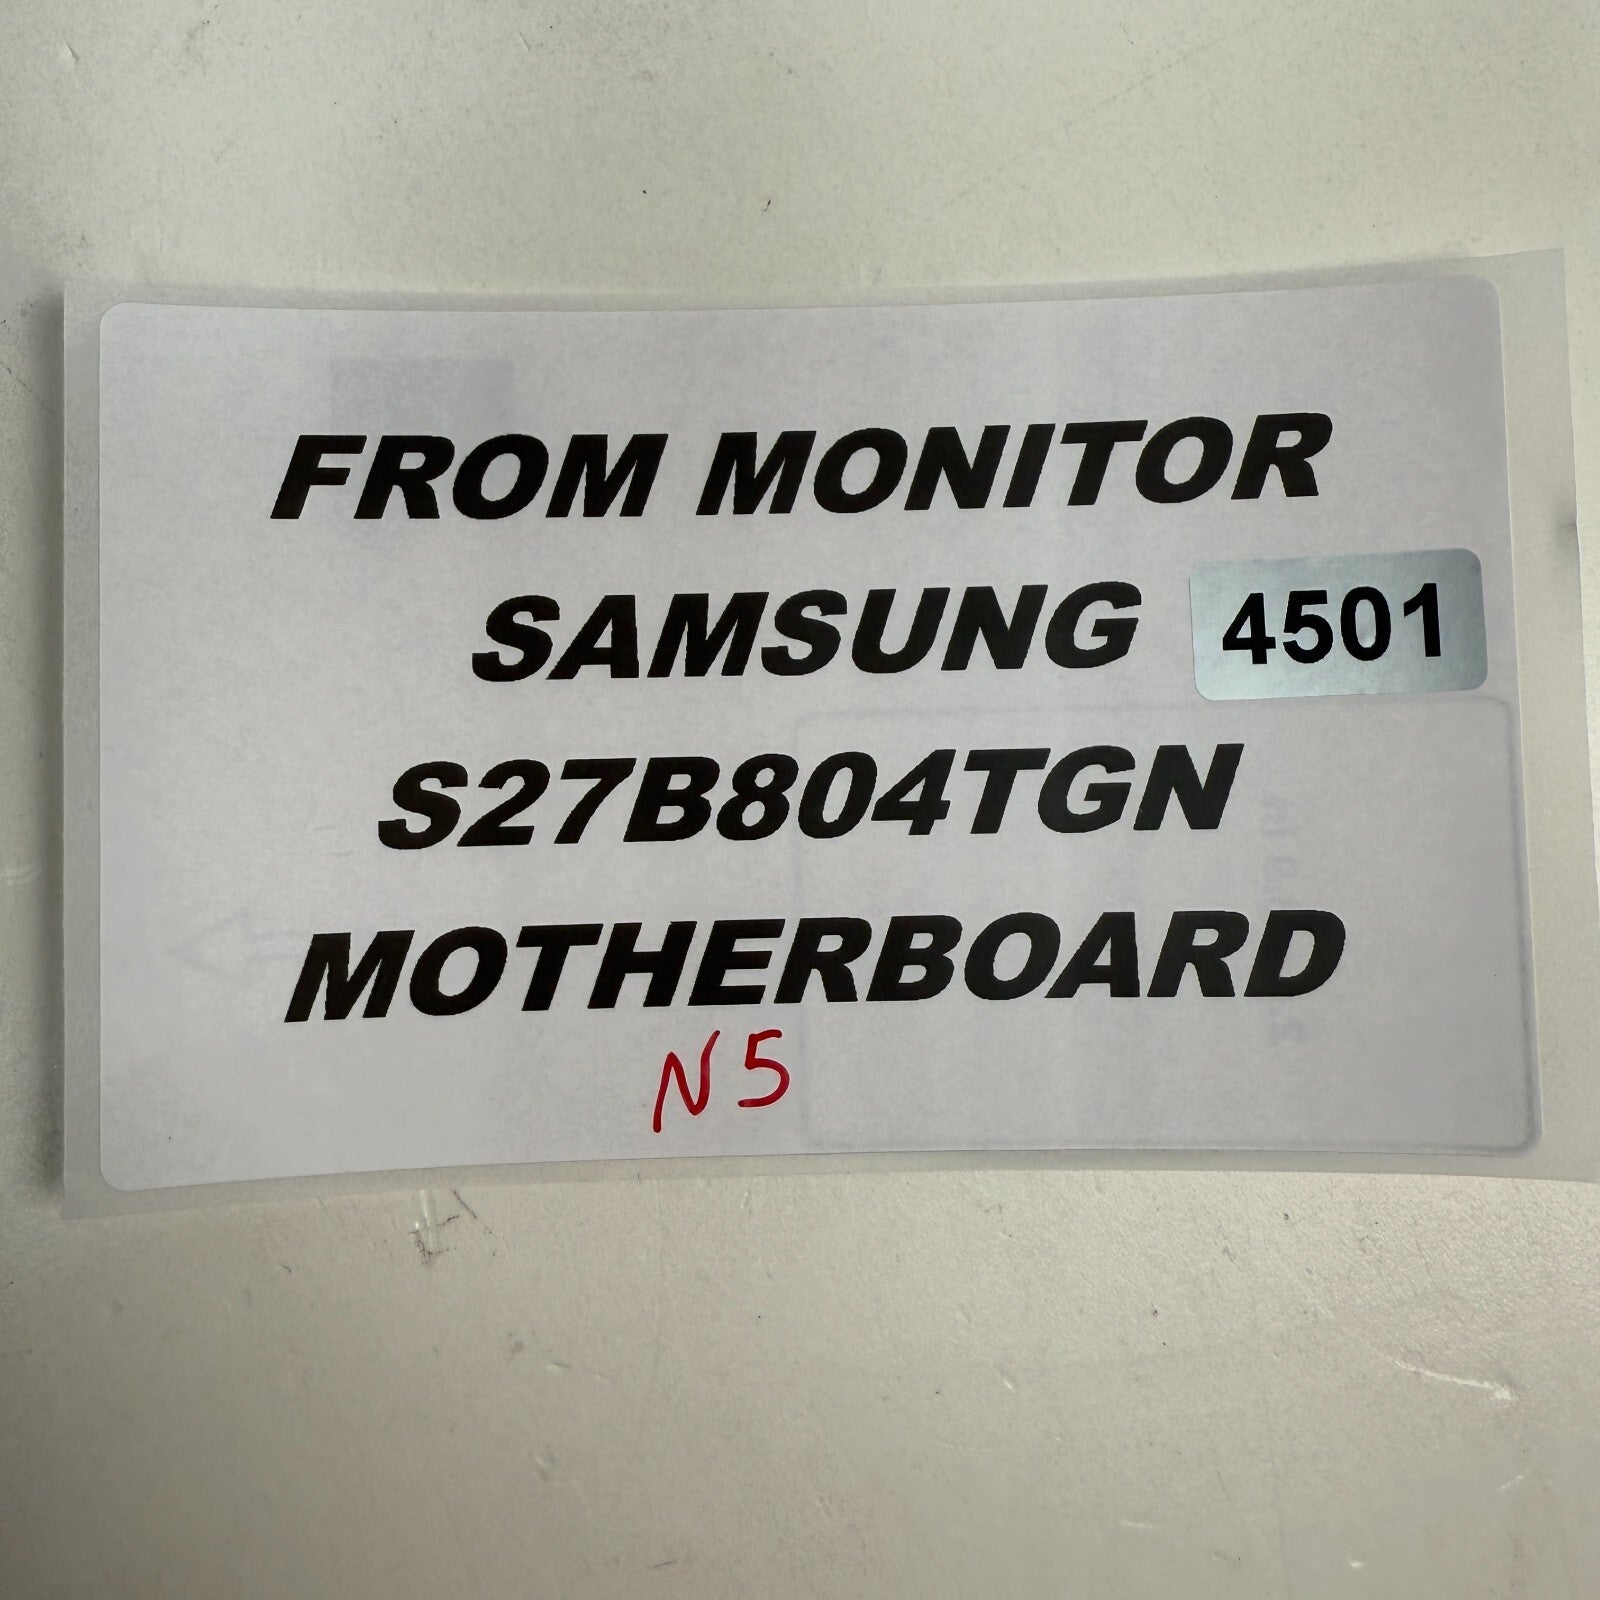 FROM MONITOR
SAMSUNG 4501
S27B804TGN
MOTHERBOARD
N5